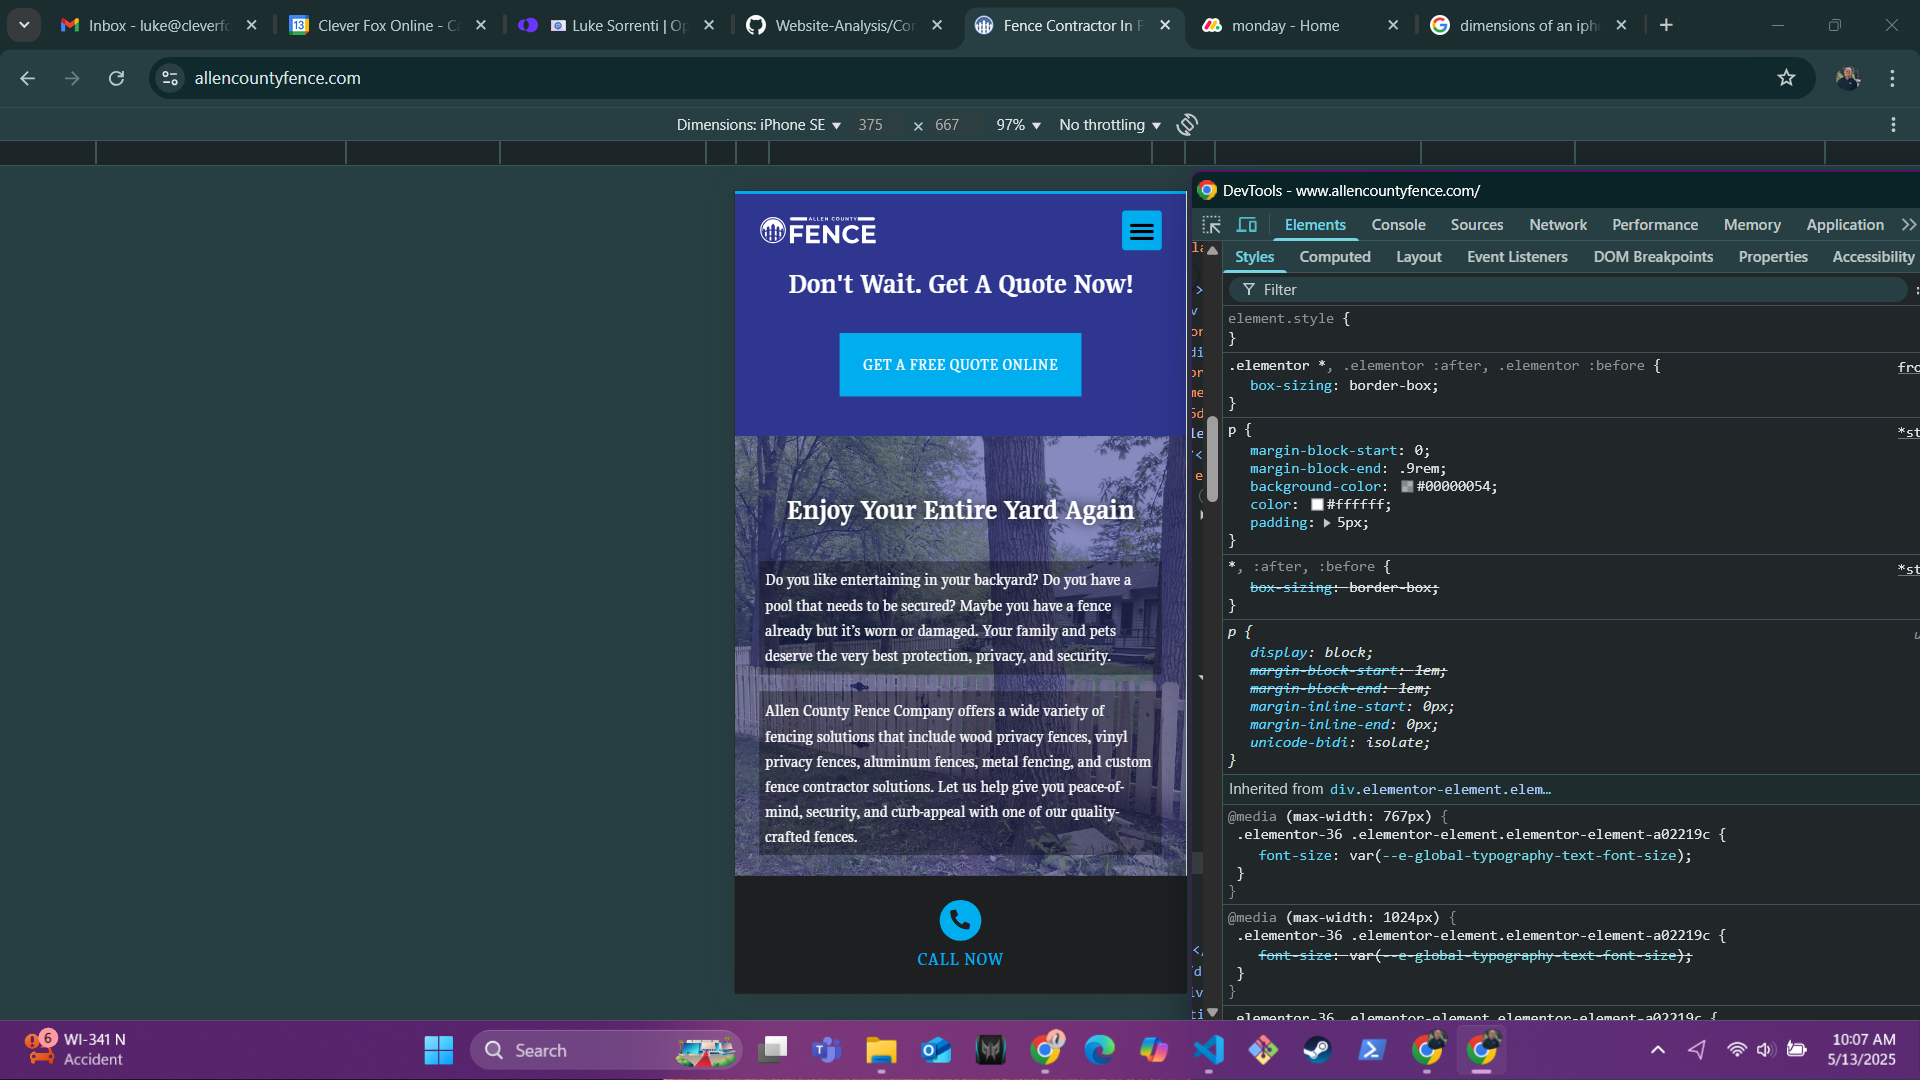 Inbox - luke@cleverfo
Clever Fox Online - Ca
Luke Sorrenti | Op
Website-Analysis/Con
Fence Contractor In F
monday - Home
dimensions of an iph
allencountyfence.com
Dimensions: iPhone SE 375 × 667 97% No throttling
ALLEN COUNTY
FENCE
Don't Wait. Get A Quote Now!
GET A FREE QUOTE ONLINE
Enjoy Your Entire Yard Again
Do you like entertaining in your backyard? Do you have a
pool that needs to be secured? Maybe you have a fence
already but it's worn or damaged. Your family and pets
deserve the very best protection, privacy, and security.
Allen County Fence Company offers a wide variety of
fencing solutions that include wood privacy fences, vinyl
privacy fences, aluminum fences, metal fencing, and custom
fence contractor solutions. Let us help give you peace-of-
mind, security, and curb-appeal with one of our quality-
crafted fences.
CALL NOW
DevTools - www.allencountyfence.com/
Elements Console Sources Network Performance Memory Application
Styles Computed Layout Event Listeners DOM Breakpoints Properties Accessibility
Filter
element.style {
}
.elementor *, .elementor :after, .elementor :before { fro
box-sizing: border-box;
}
p { *st
margin-block-start: 0;
margin-block-end: .9rem;
background-color: #00000054;
color: #ffffff;
padding: 5px;
}
*, :after, :before { *st
box-sizing: border-box;
}
p {
display: block;
margin-block-start: 1em;
margin-block-end: 1em;
margin-inline-start: 0px;
margin-inline-end: 0px;
unicode-bidi: isolate;
}
Inherited from div.elementor-element.elem…
@media (max-width: 767px) {
.elementor-36 .elementor-element.elementor-element-a02219c {
font-size: var(--e-global-typography-text-font-size);
}
}
@media (max-width: 1024px) {
.elementor-36 .elementor-element.elementor-element-a02219c {
font-size: var(--e-global-typography-text-font-size);
}
}
.elementor-36 .elementor-element.elementor-element-a02219c {
6
WI-341 N
Accident
Search
10:07 AM
5/13/2025